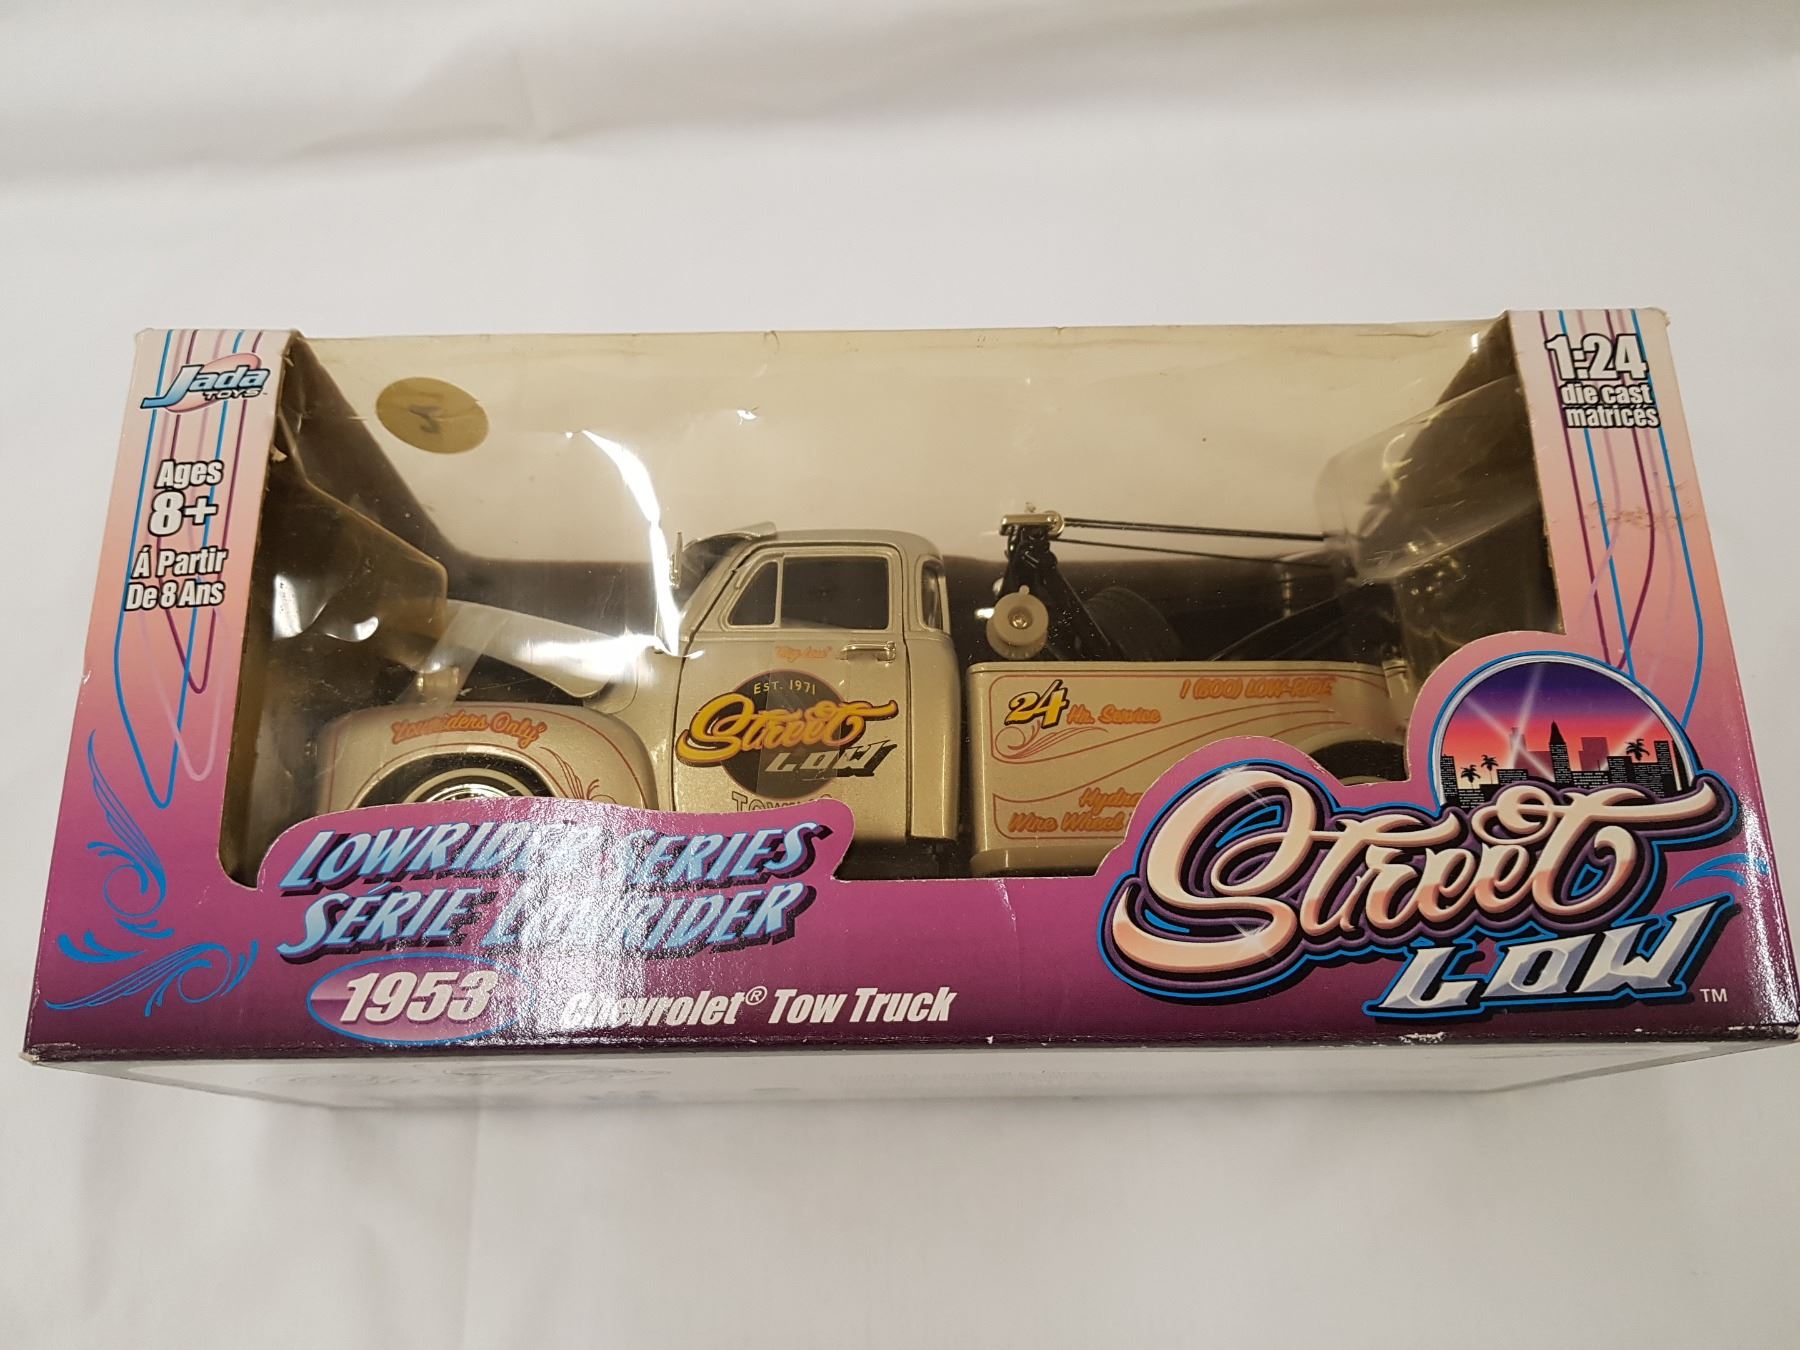 Jada
TOYS
Ages
8+
Á Partir
De 8 Ans
1:24
die cast
matricés
"Lowriders Only"
EST. 1971
Street
LOW
24
Hr. Service
1 (800) LOW-RIDE
Wire Wheel
LOWRIDER SERIES
SÉRIE LOWRIDER
1953
Chevrolet® Tow Truck
Street
LOW
TM